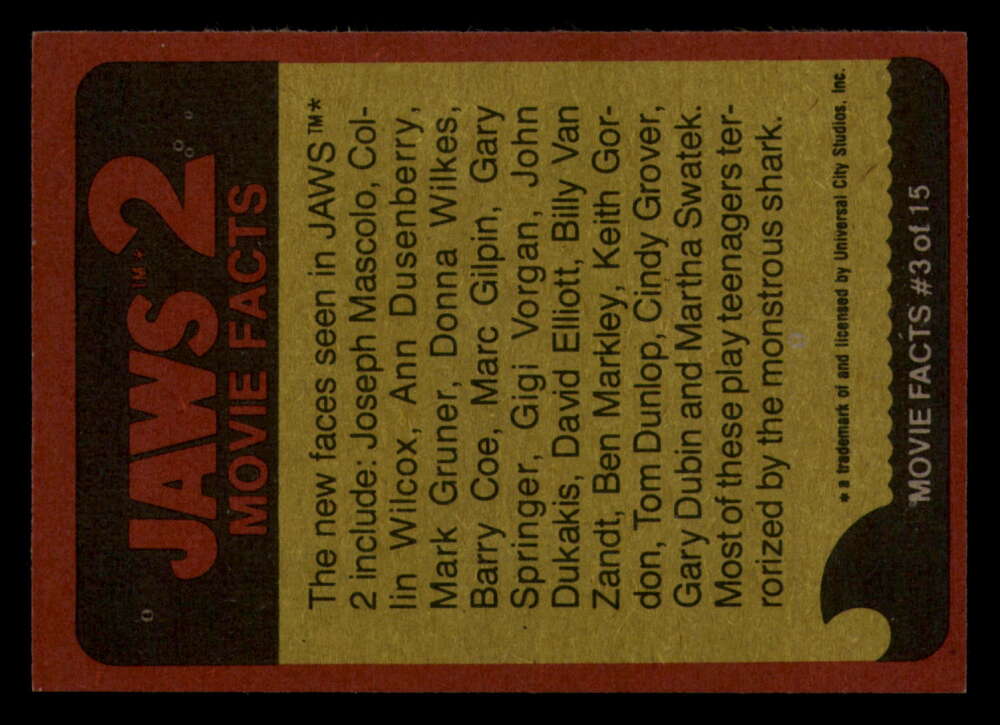 JAWS™* 2
MOVIE FACTS
The new faces seen in JAWS™*
2 include: Joseph Mascolo, Col-
lin Wilcox, Ann Dusenberry,
Mark Gruner, Donna Wilkes,
Barry Coe, Marc Gilpin, Gary
Springer, Gigi Vorgan, John
Dukakis, David Elliott, Billy Van
Zandt, Ben Markley, Keith Gor-
don, Tom Dunlop, Cindy Grover,
Gary Dubin and Martha Swatek.
Most of these play teenagers ter-
rorized by the monstrous shark.
* a trademark of and licensed by Universal City Studios, Inc.
MOVIE FACTS #3 of 15